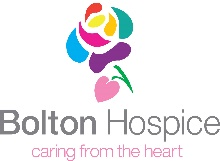 Bolton Hospice
caring from the heart